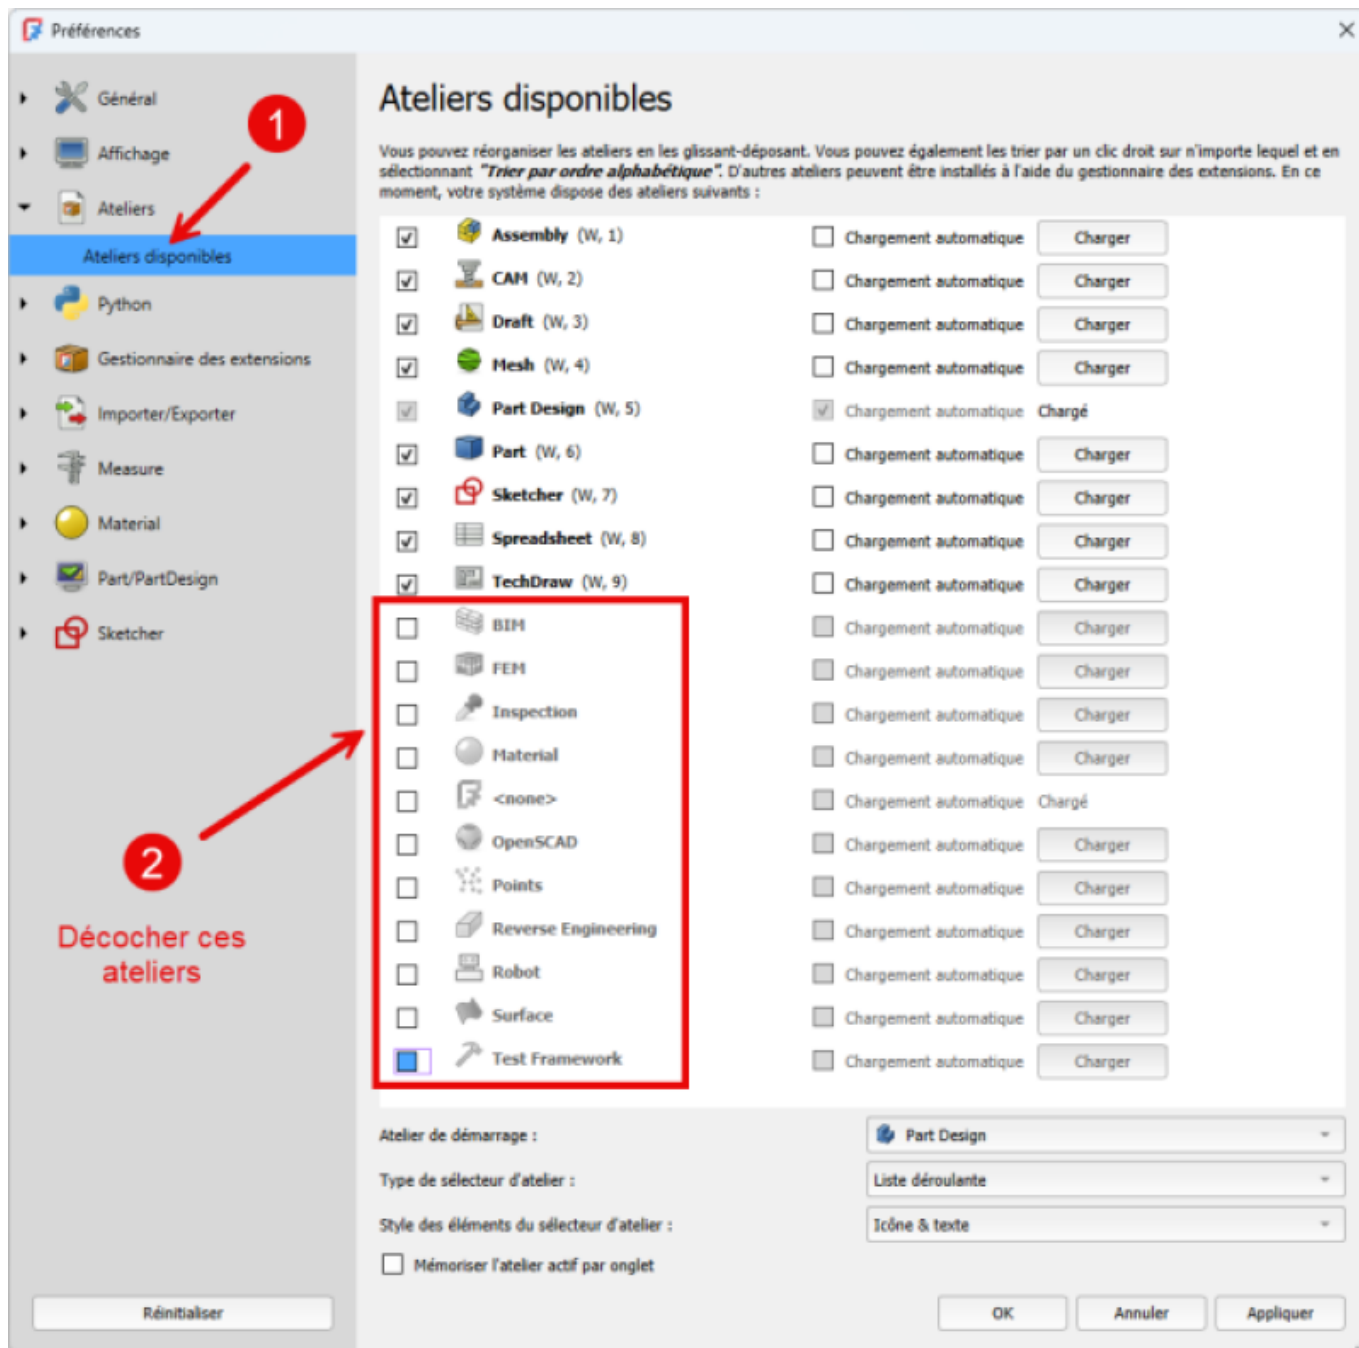 Préférences
Général
Affichage
Ateliers
Ateliers disponibles
Python
Gestionnaire des extensions
Importer/Exporter
Measure
Material
Part/PartDesign
Sketcher
1
2
Décocher ces
ateliers
Réinitialiser
Ateliers disponibles
Vous pouvez réorganiser les ateliers en les glissant-déposant. Vous pouvez également les trier par un clic droit sur n'importe lequel et en
sélectionnant "Trier par ordre alphabétique". D'autres ateliers peuvent être installés à l'aide du gestionnaire des extensions. En ce
moment, votre système dispose des ateliers suivants :
Assembly (W, 1) Chargement automatique Charger
CAM (W, 2) Chargement automatique Charger
Draft (W, 3) Chargement automatique Charger
Mesh (W, 4) Chargement automatique Charger
Part Design (W, 5) Chargement automatique Chargé
Part (W, 6) Chargement automatique Charger
Sketcher (W, 7) Chargement automatique Charger
Spreadsheet (W, 8) Chargement automatique Charger
TechDraw (W, 9) Chargement automatique Charger
BIM Chargement automatique Charger
FEM Chargement automatique Charger
Inspection Chargement automatique Charger
Material Chargement automatique Charger
<none> Chargement automatique Chargé
OpenSCAD Chargement automatique Charger
Points Chargement automatique Charger
Reverse Engineering Chargement automatique Charger
Robot Chargement automatique Charger
Surface Chargement automatique Charger
Test Framework Chargement automatique Charger
Atelier de démarrage : Part Design
Type de sélecteur d'atelier : Liste déroulante
Style des éléments du sélecteur d'atelier : Icône & texte
Mémoriser l'atelier actif par onglet
OK Annuler Appliquer